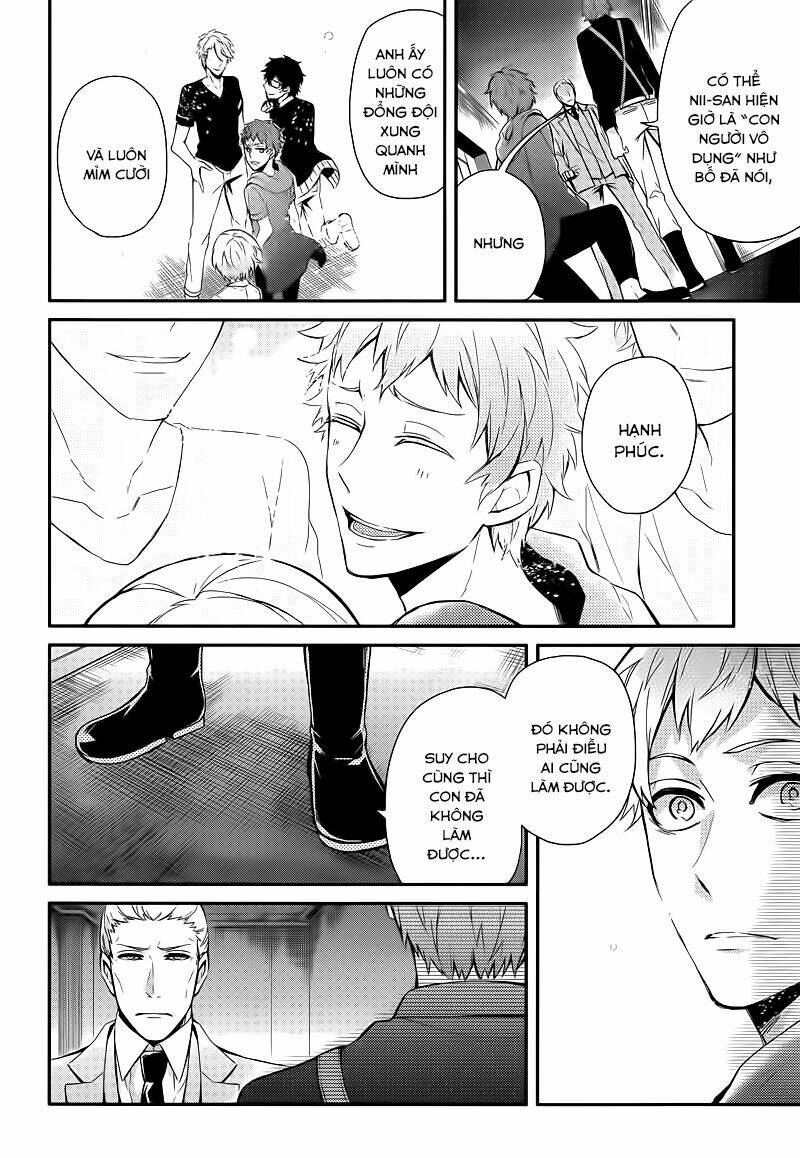 CÓ THỂ
NII-SAN HIỆN
GIỜ LÀ "CON
NGƯỜI VÔ
DỤNG" NHƯ
BỐ ĐÃ NÓI,
NHƯNG
ANH ẤY
LUÔN CÓ
NHỮNG
ĐỒNG ĐỘI
XUNG
QUANH
MÌNH
VÀ LUÔN
MỈM CƯỜI
HẠNH
PHÚC.
ĐÓ KHÔNG
PHẢI ĐIỀU
AI CŨNG
LÀM ĐƯỢC.
SUY CHO
CÙNG THÌ
CON ĐÃ
KHÔNG
LÀM
ĐƯỢC...